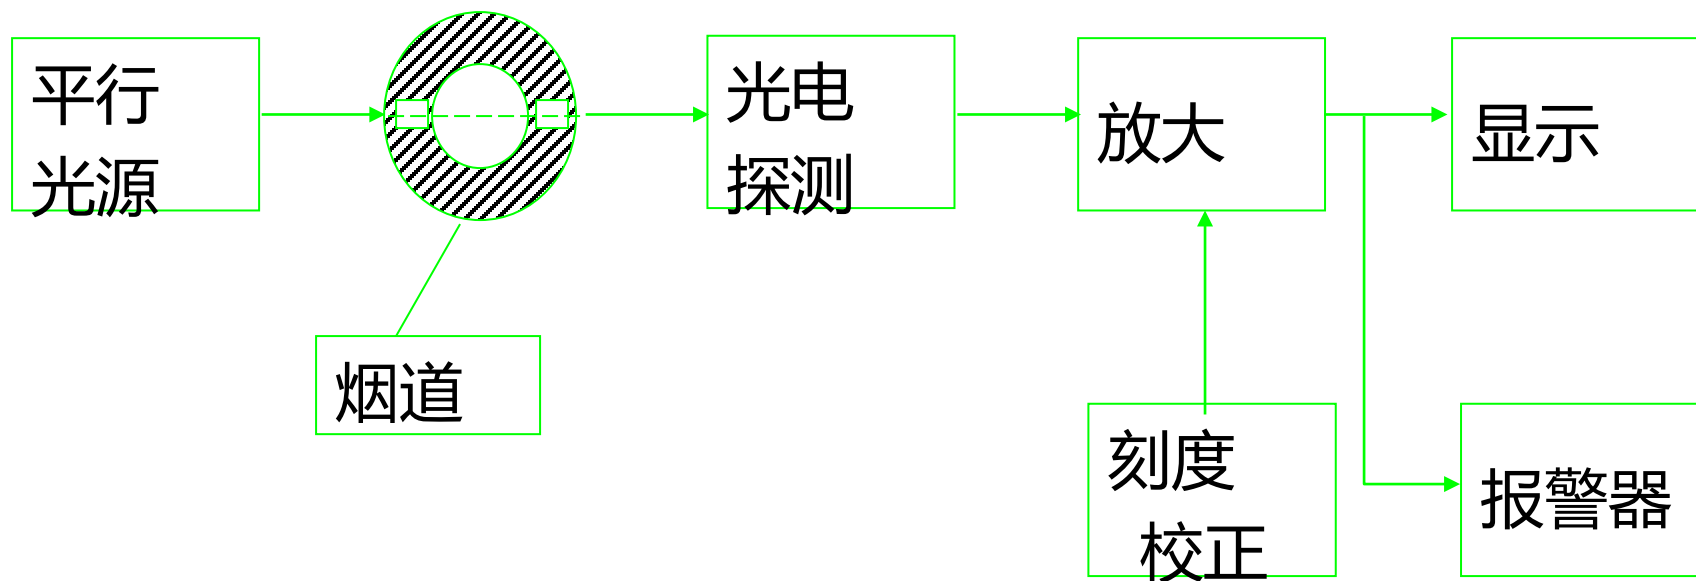 平行
光源
光电
探测
放大
显示
烟道
刻度
校正
报警器